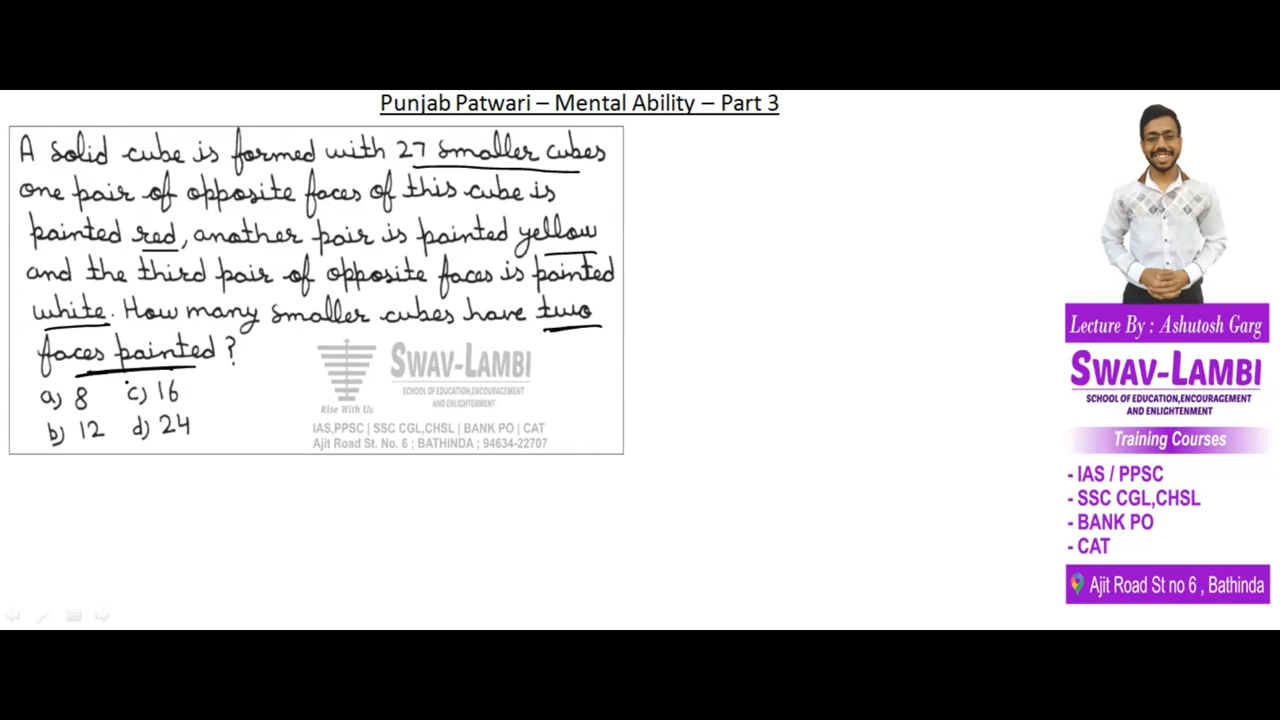 Punjab Patwari – Mental Ability – Part 3
A solid cube is formed with 27 smaller cubes
one pair of opposite faces of this cube is
painted red, another pair is painted yellow
and the third pair of opposite faces is painted
white. How many smaller cubes have two
faces painted ?
a) 8 c) 16
b) 12 d) 24
Rise With Us
SWAV-LAMBI
SCHOOL OF EDUCATION,ENCOURAGEMENT
AND ENLIGHTENMENT
IAS,PPSC | SSC CGL,CHSL | BANK PO | CAT
Ajit Road St. No. 6 ; BATHINDA ; 94634-22707
Lecture By : Ashutosh Garg
SWAV-LAMBI
SCHOOL OF EDUCATION,ENCOURAGEMENT
AND ENLIGHTENMENT
Training Courses
- IAS / PPSC
- SSC CGL,CHSL
- BANK PO
- CAT
Ajit Road St no 6 , Bathinda